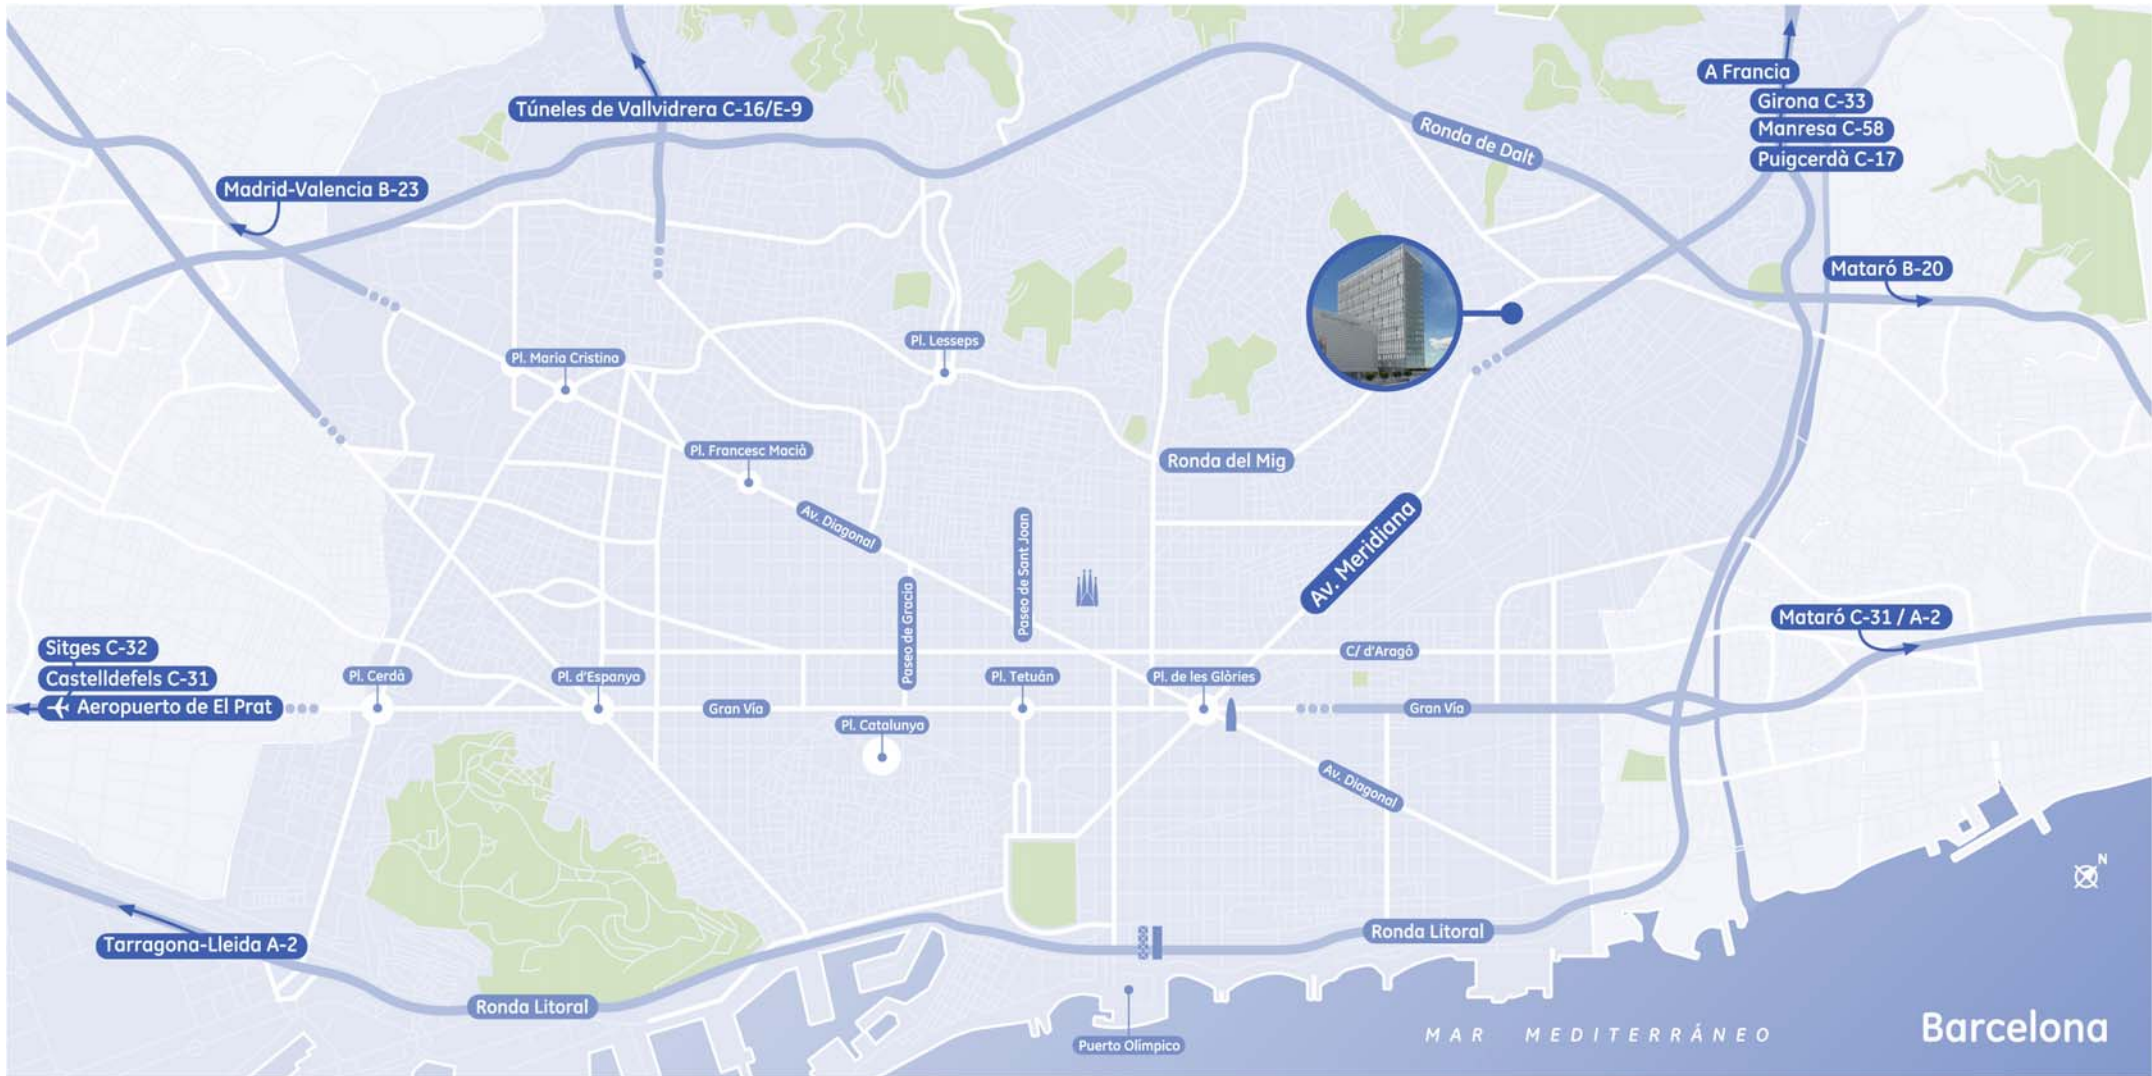 A Francia
Túneles de Vallvidrera C-16/E-9
Girona C-33
Manresa C-58
Puigcerdà C-17
Ronda de Dalt
Madrid-Valencia B-23
Mataró B-20
Pl. Lesseps
Pl. Maria Cristina
Pl. Francesc Macià
Ronda del Mig
Av. Diagonal
Paseo de Sant Joan
Av. Meridiana
Paseo de Gracia
Mataró C-31 / A-2
Sitges C-32
C/ d'Aragó
Castelldefels C-31
Pl. Cerdà
Pl. d'Espanya
Pl. Tetuán
Pl. de les Glòries
Aeropuerto de El Prat
Gran Vía
Gran Vía
Pl. Catalunya
Av. Diagonal
N
Ronda Litoral
Tarragona-Lleida A-2
Ronda Litoral
Barcelona
MAR MEDITERRÁNEO
Puerto Olímpico